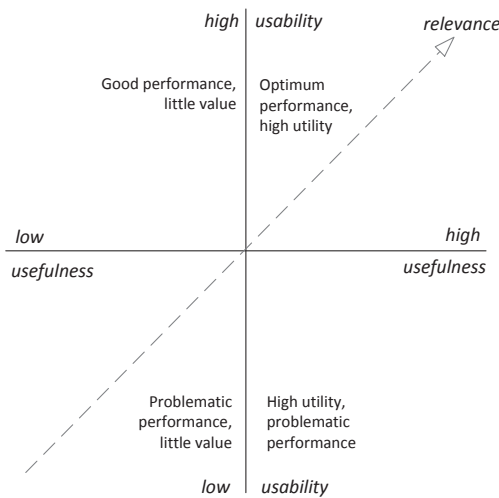 high usability
relevance
Good performance,
little value
Optimum
performance,
high utility
low
usefulness
high
usefulness
Problematic
performance,
little value
High utility,
problematic
performance
low usability